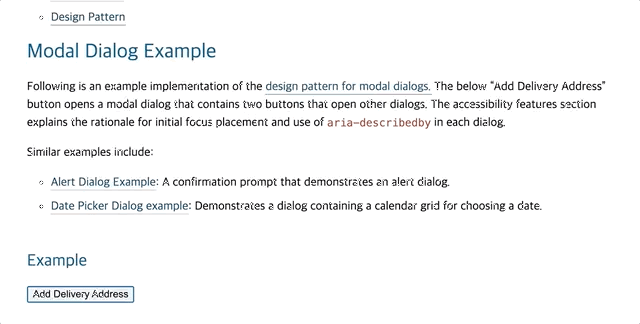 Design Pattern
Modal Dialog Example
Following is an example implementation of the design pattern for modal dialogs. The below "Add Delivery Address"
button opens a modal dialog that contains two buttons that open other dialogs. The accessibility features section
explains the rationale for initial focus placement and use of aria-describedby in each dialog.
Similar examples include:
Alert Dialog Example: A confirmation prompt that demonstrates an alert dialog.
Date Picker Dialog example: Demonstrates a dialog containing a calendar grid for choosing a date.
Example
Add Delivery Address